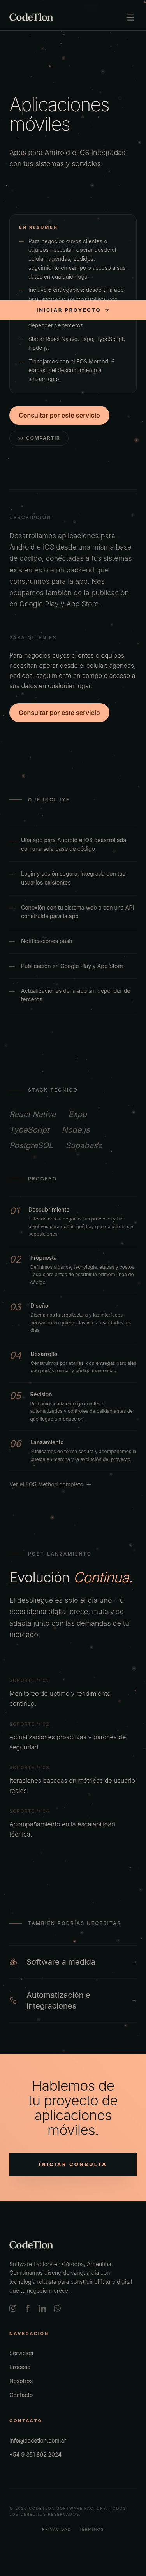 CodeTlon
Aplicaciones
móviles
Apps para Android e iOS integradas
con tus sistemas y servicios.
EN RESUMEN
— Para negocios cuyos clientes o
equipos necesitan operar desde el
celular: agendas, pedidos,
seguimiento en campo o acceso a sus
datos en cualquier lugar.
— Incluye 6 entregables: desde una app
para android e ios desarrollada con
INICIAR PROYECTO →
depender de terceros.
— Stack: React Native, Expo, TypeScript,
Node.js.
— Trabajamos con el FOS Method: 6
etapas, del descubrimiento al
lanzamiento.
Consultar por este servicio
COMPARTIR
DESCRIPCIÓN
Desarrollamos aplicaciones para
Android e iOS desde una misma base
de código, conectadas a tus sistemas
existentes o a un backend que
construimos para la app. Nos
ocupamos también de la publicación
en Google Play y App Store.
PARA QUIÉN ES
Para negocios cuyos clientes o equipos
necesitan operar desde el celular: agendas,
pedidos, seguimiento en campo o acceso a
sus datos en cualquier lugar.
Consultar por este servicio
QUÉ INCLUYE
— Una app para Android e iOS desarrollada
con una sola base de código
— Login y sesión segura, integrada con tus
usuarios existentes
— Conexión con tu sistema web o con una API
construida para la app
— Notificaciones push
— Publicación en Google Play y App Store
— Actualizaciones de la app sin depender de
terceros
STACK TÉCNICO
React Native Expo
TypeScript Node.js
PostgreSQL Supabase
PROCESO
01 Descubrimiento
Entendemos tu negocio, tus procesos y tus
objetivos para definir qué hay que construir, sin
suposiciones.
02 Propuesta
Definimos alcance, tecnología, etapas y costos.
Todo claro antes de escribir la primera línea de
código.
03 Diseño
Diseñamos la arquitectura y las interfaces
pensando en quienes las van a usar todos los
días.
04 Desarrollo
Construimos por etapas, con entregas parciales
que podés revisar y comentar
05 Revisión
Probamos cada entrega con tests
automatizados y controles de calidad antes de
que llegue a producción.
06 Lanzamiento
Publicamos de forma segura y acompañamos la
puesta en marcha y la evolución del proyecto.
Ver el FOS Method completo →
POST-LANZAMIENTO
Evolución Continua.
El despliegue es solo el día uno. Tu
ecosistema digital crece, muta y se
adapta junto con las demandas de tu
mercado.
SOPORTE // 01
Monitoreo de uptime y rendimiento
continuo.
SOPORTE // 02
Actualizaciones proactivas y parches de
seguridad.
SOPORTE // 03
Iteraciones basadas en métricas de usuario
reales.
SOPORTE // 04
Acompañamiento en la escalabilidad
técnica.
TAMBIÉN PODRÍAS NECESITAR
Software a medida →
Automatización e
integraciones →
Hablemos de
tu proyecto de
aplicaciones
móviles.
INICIAR CONSULTA
CodeTlon
Software Factory en Córdoba, Argentina.
Combinamos diseño de vanguardia con
tecnología robusta para construir el futuro digital
que tu negocio merece.
NAVEGACIÓN
Servicios
Proceso
Nosotros
Contacto
CONTACTO
info@codetlon.com.ar
+54 9 351 892 2024
© 2026 CODETLON SOFTWARE FACTORY. TODOS
LOS DERECHOS RESERVADOS.
PRIVACIDAD TÉRMINOS